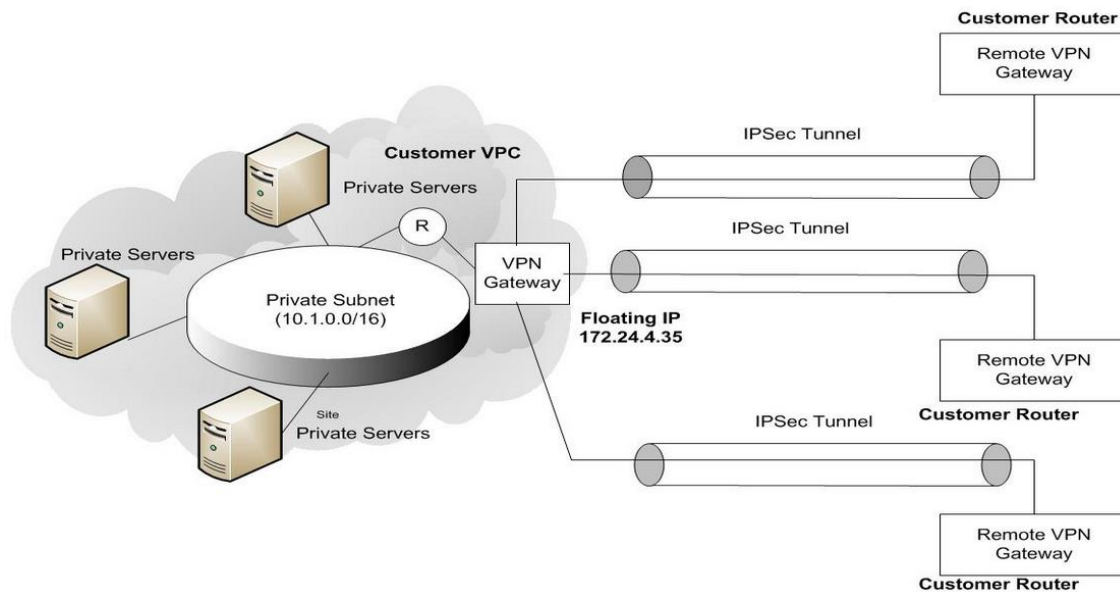 Customer Router
Remote VPN
Gateway
IPSec Tunnel
Customer VPC
Private Servers
R
IPSec Tunnel
Private Servers
VPN
Gateway
Private Subnet
(10.1.0.0/16)
Floating IP
172.24.4.35
Remote VPN
Gateway
Customer Router
Site
Private Servers
IPSec Tunnel
Remote VPN
Gateway
Customer Router